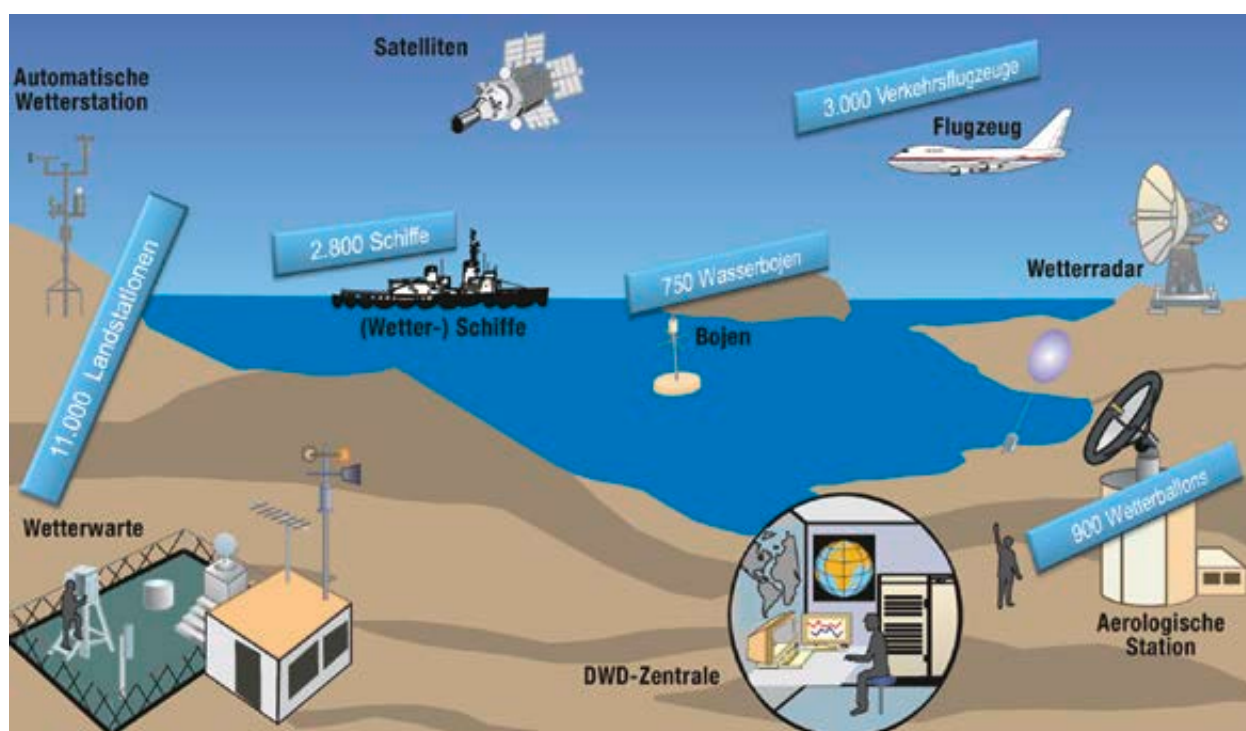 Satelliten
Automatische
Wetterstation
3.000 Verkehrsflugzeuge
Flugzeug
2.800 Schiffe
(Wetter-) Schiffe
750 Wasserbojen
Bojen
Wetterradar
11.000 Landstationen
Wetterwarte
900 Wetterballons
Aerologische
Station
DWD-Zentrale